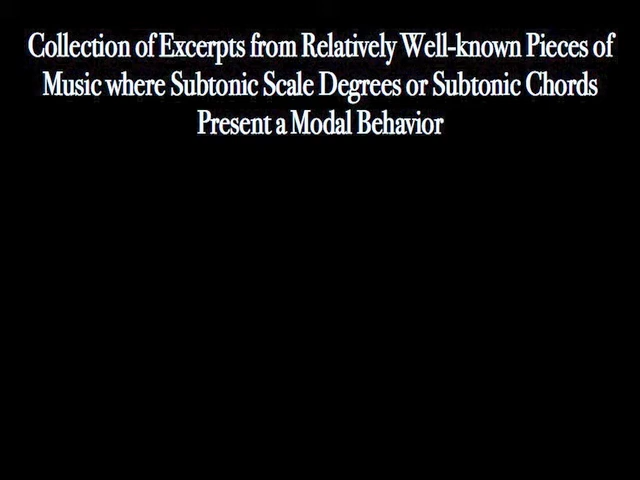 Collection of Excerpts from Relatively Well-known Pieces of
Music where Subtonic Scale Degrees or Subtonic Chords
Present a Modal Behavior